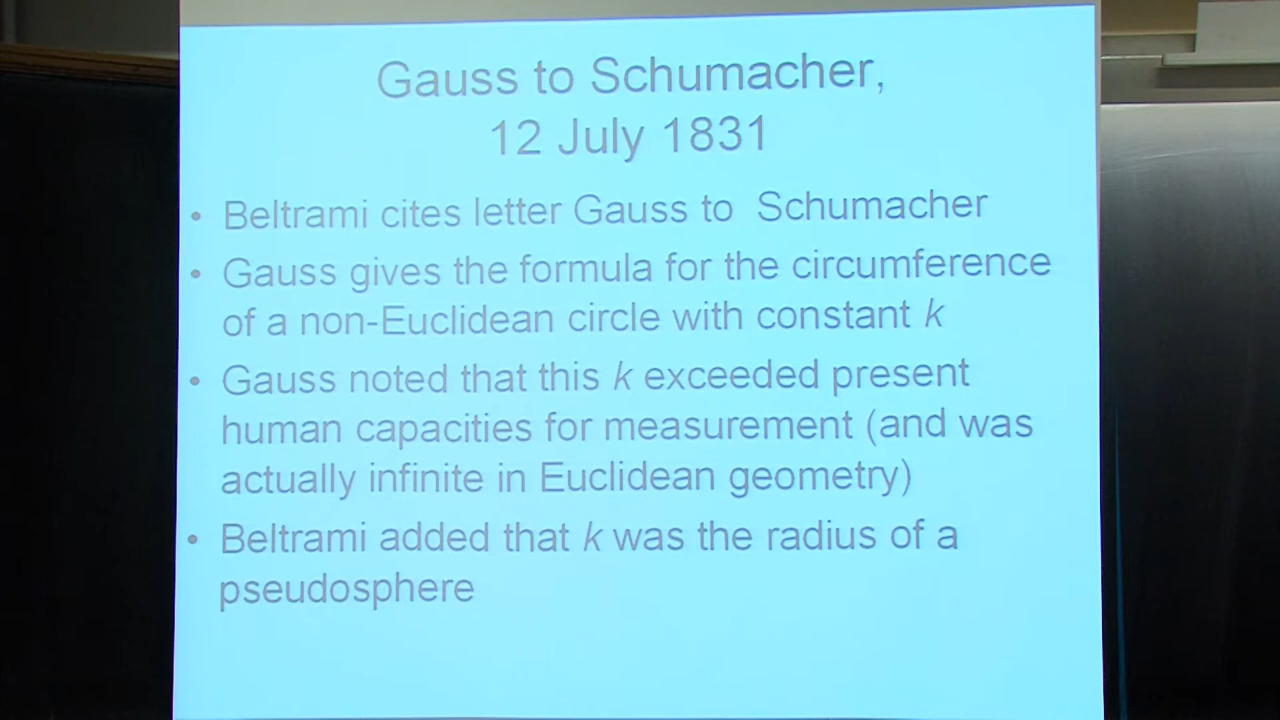 Gauss to Schumacher,
12 July 1831
• Beltrami cites letter Gauss to Schumacher
• Gauss gives the formula for the circumference
of a non-Euclidean circle with constant k
• Gauss noted that this k exceeded present
human capacities for measurement (and was
actually infinite in Euclidean geometry)
• Beltrami added that k was the radius of a
pseudosphere